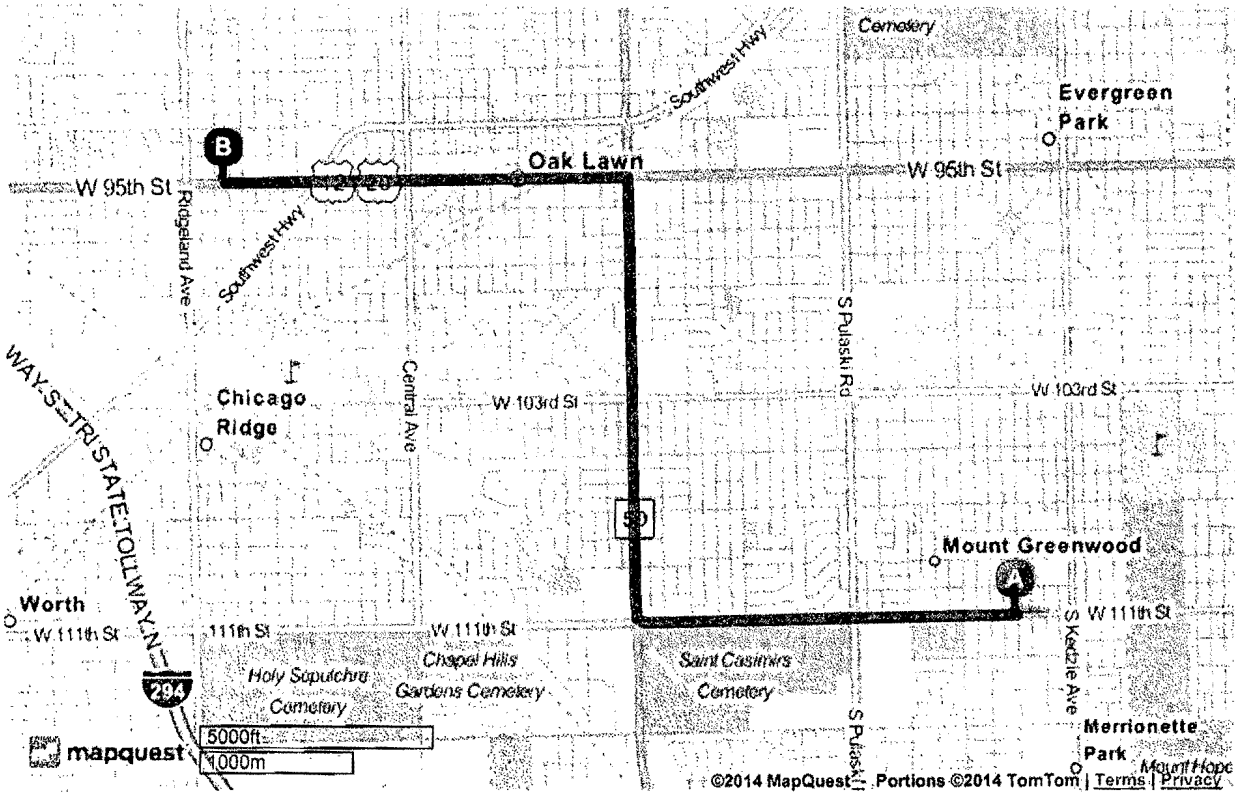 Cemetery
Southwest Hwy
Evergreen
Park
B
Oak Lawn
W 95th St
12
20
W 95th St
Ridgeland Ave
Southwest Hwy
S Pulaski Rd
WAY S TRI STATE TOLLWAY N
Chicago
Ridge
Central Ave
W 103rd St
W 103rd St
50
Mount Greenwood
A
Worth
W 111th St
111th St
W 111th St
W 111th St
S Kedzie Ave
Holy Sepulchre
Cemetery
Chapel Hills
Gardens Cemetery
Saint Casimirs
Cemetery
294
S Pulaski
Merrionette
Park
Mount Hope
mapquest
5000ft
1000m
©2014 MapQuest Portions ©2014 TomTom | Terms | Privacy